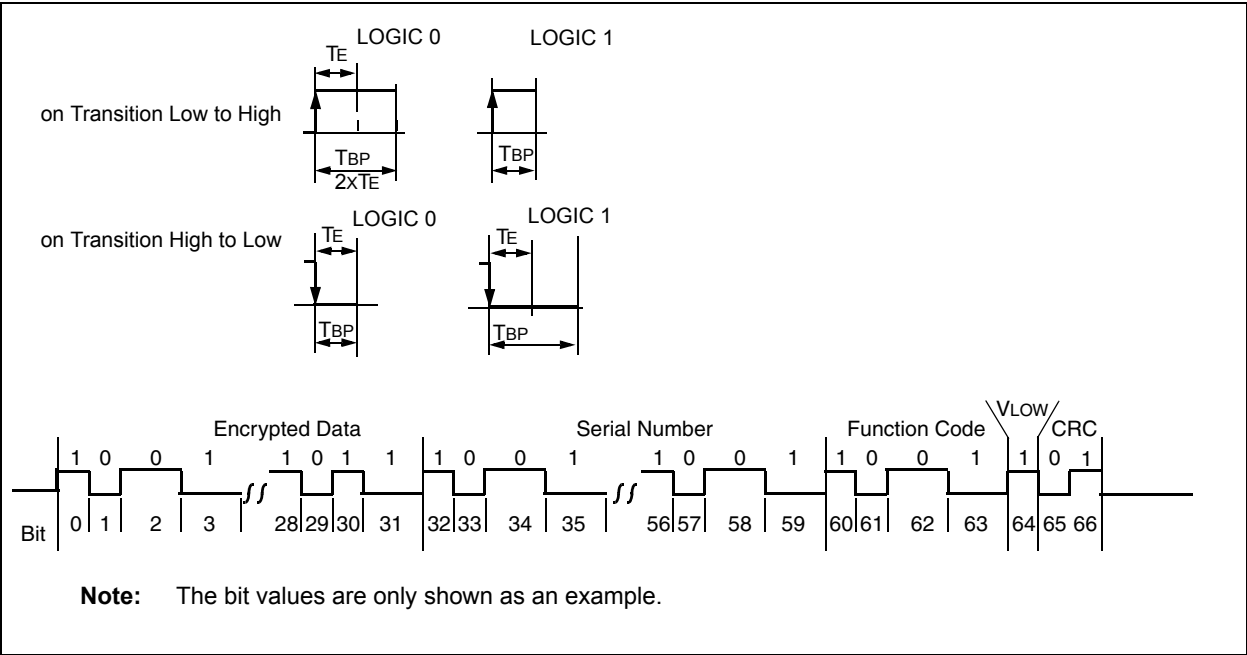 LOGIC 0 LOGIC 1
TE
on Transition Low to High
TBP TBP
2xTE
LOGIC 0 LOGIC 1
on Transition High to Low TE TE
TBP TBP
VLOW
Encrypted Data Serial Number Function Code CRC
1 0 0 1 1 0 1 1 1 0 0 1 1 0 0 1 1 0 0 1 1 0 1
Bit 0 1 2 3 28 29 30 31 32 33 34 35 56 57 58 59 60 61 62 63 64 65 66
Note: The bit values are only shown as an example.